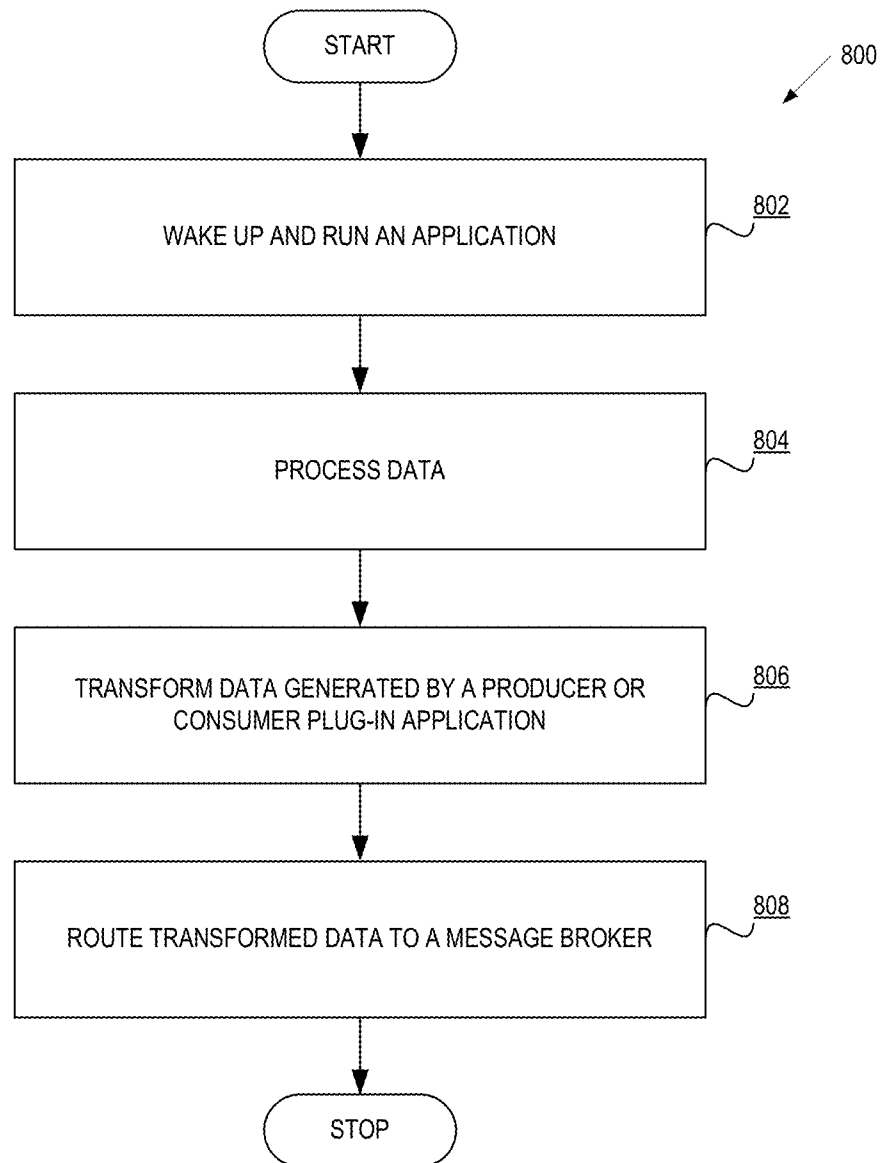 START
800
WAKE UP AND RUN AN APPLICATION
802
PROCESS DATA
804
TRANSFORM DATA GENERATED BY A PRODUCER OR
CONSUMER PLUG-IN APPLICATION
806
ROUTE TRANSFORMED DATA TO A MESSAGE BROKER
808
STOP